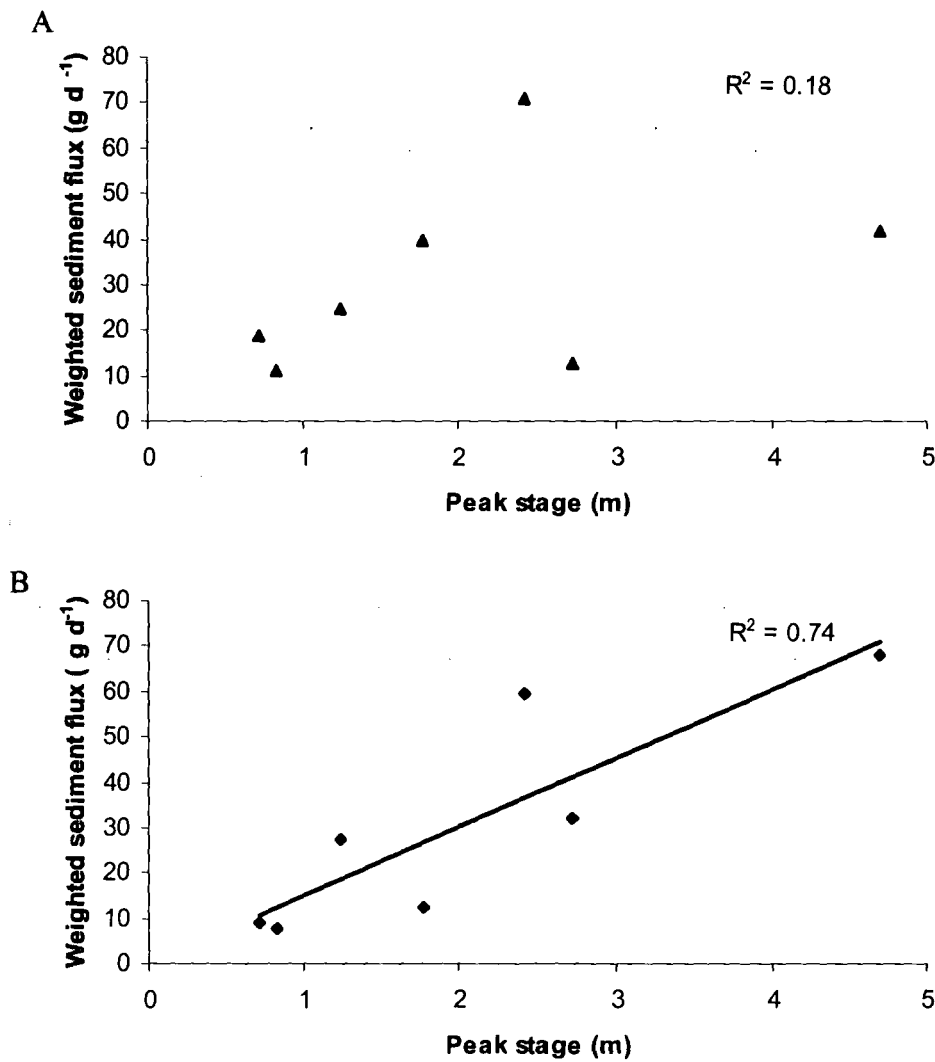 A
Weighted sediment flux (g d⁻¹)
80
70
60
50
40
30
20
10
0
R² = 0.18
0 1 2 3 4 5
Peak stage (m)
B
Weighted sediment flux ( g d⁻¹)
80
70
60
50
40
30
20
10
0
R² = 0.74
0 1 2 3 4 5
Peak stage (m)